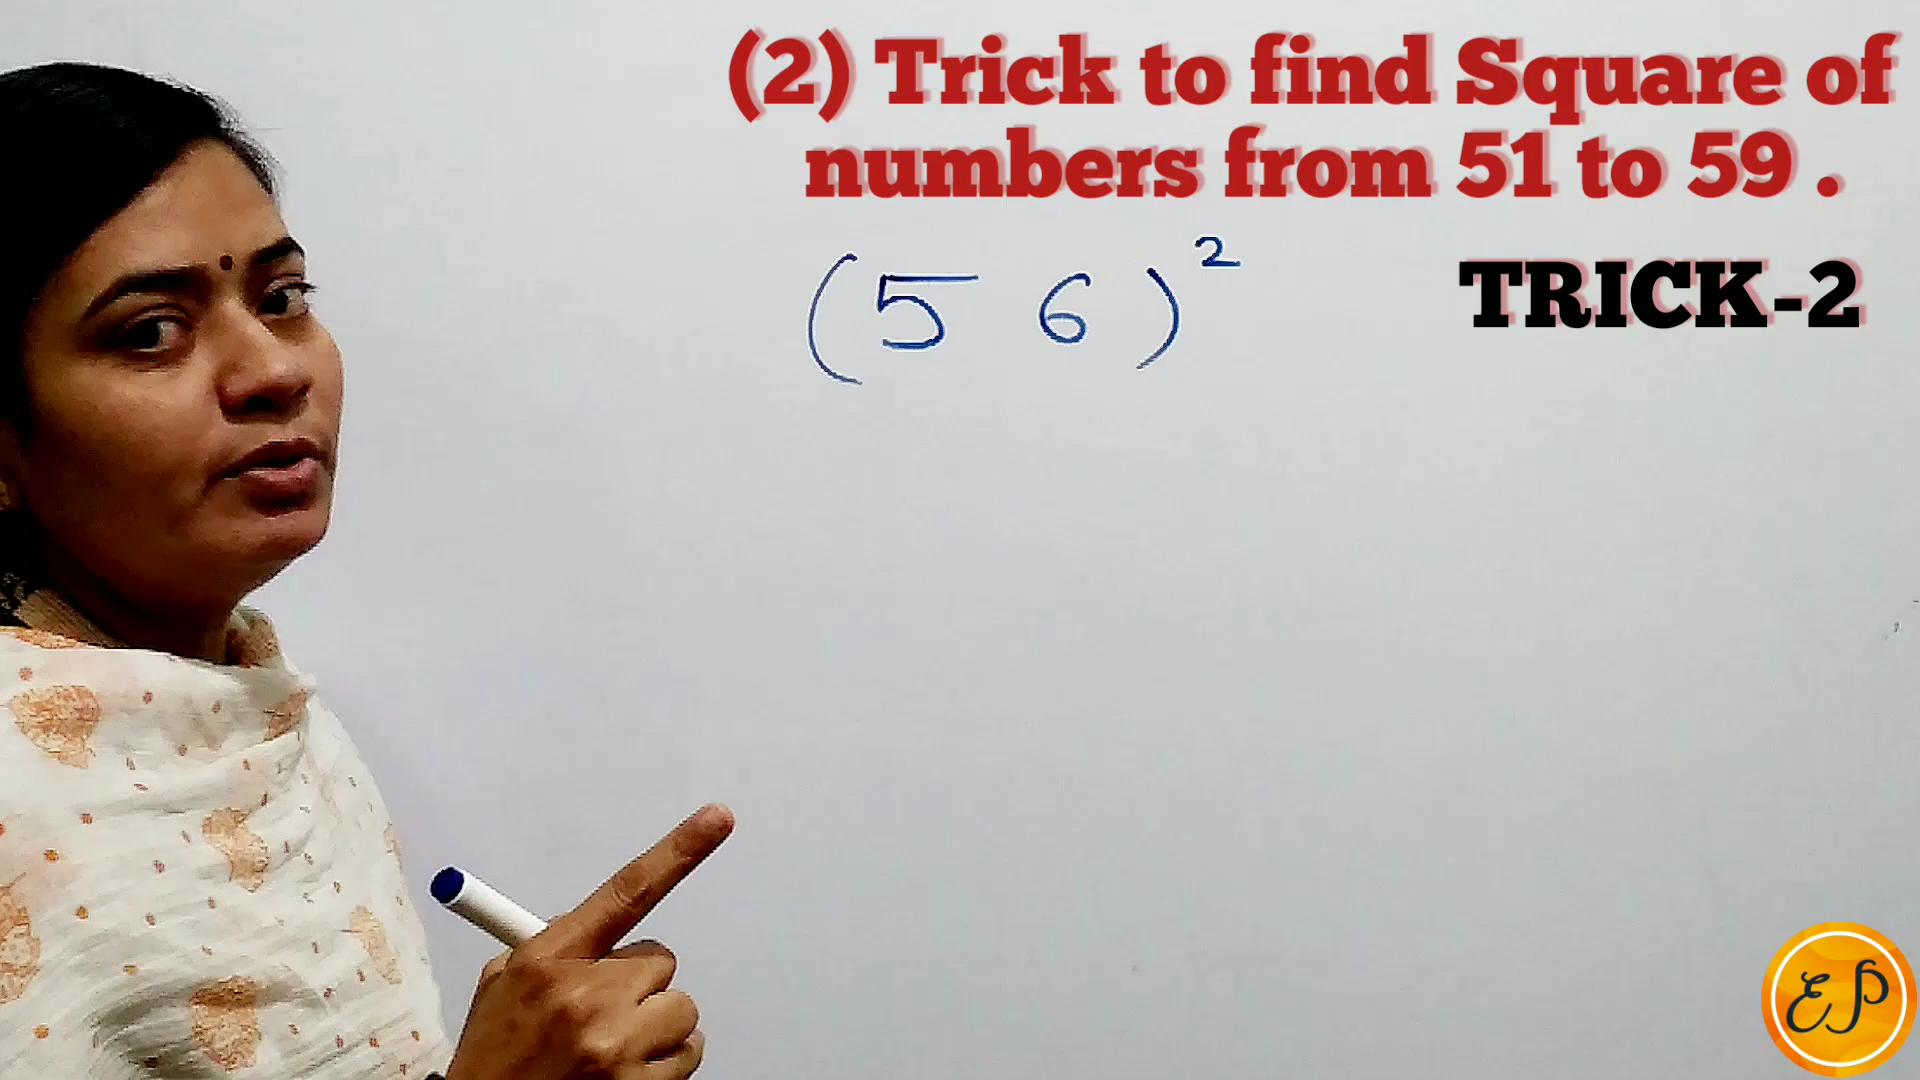 (2) Trick to find Square of
numbers from 51 to 59 .
(56)²
TRICK-2
EP